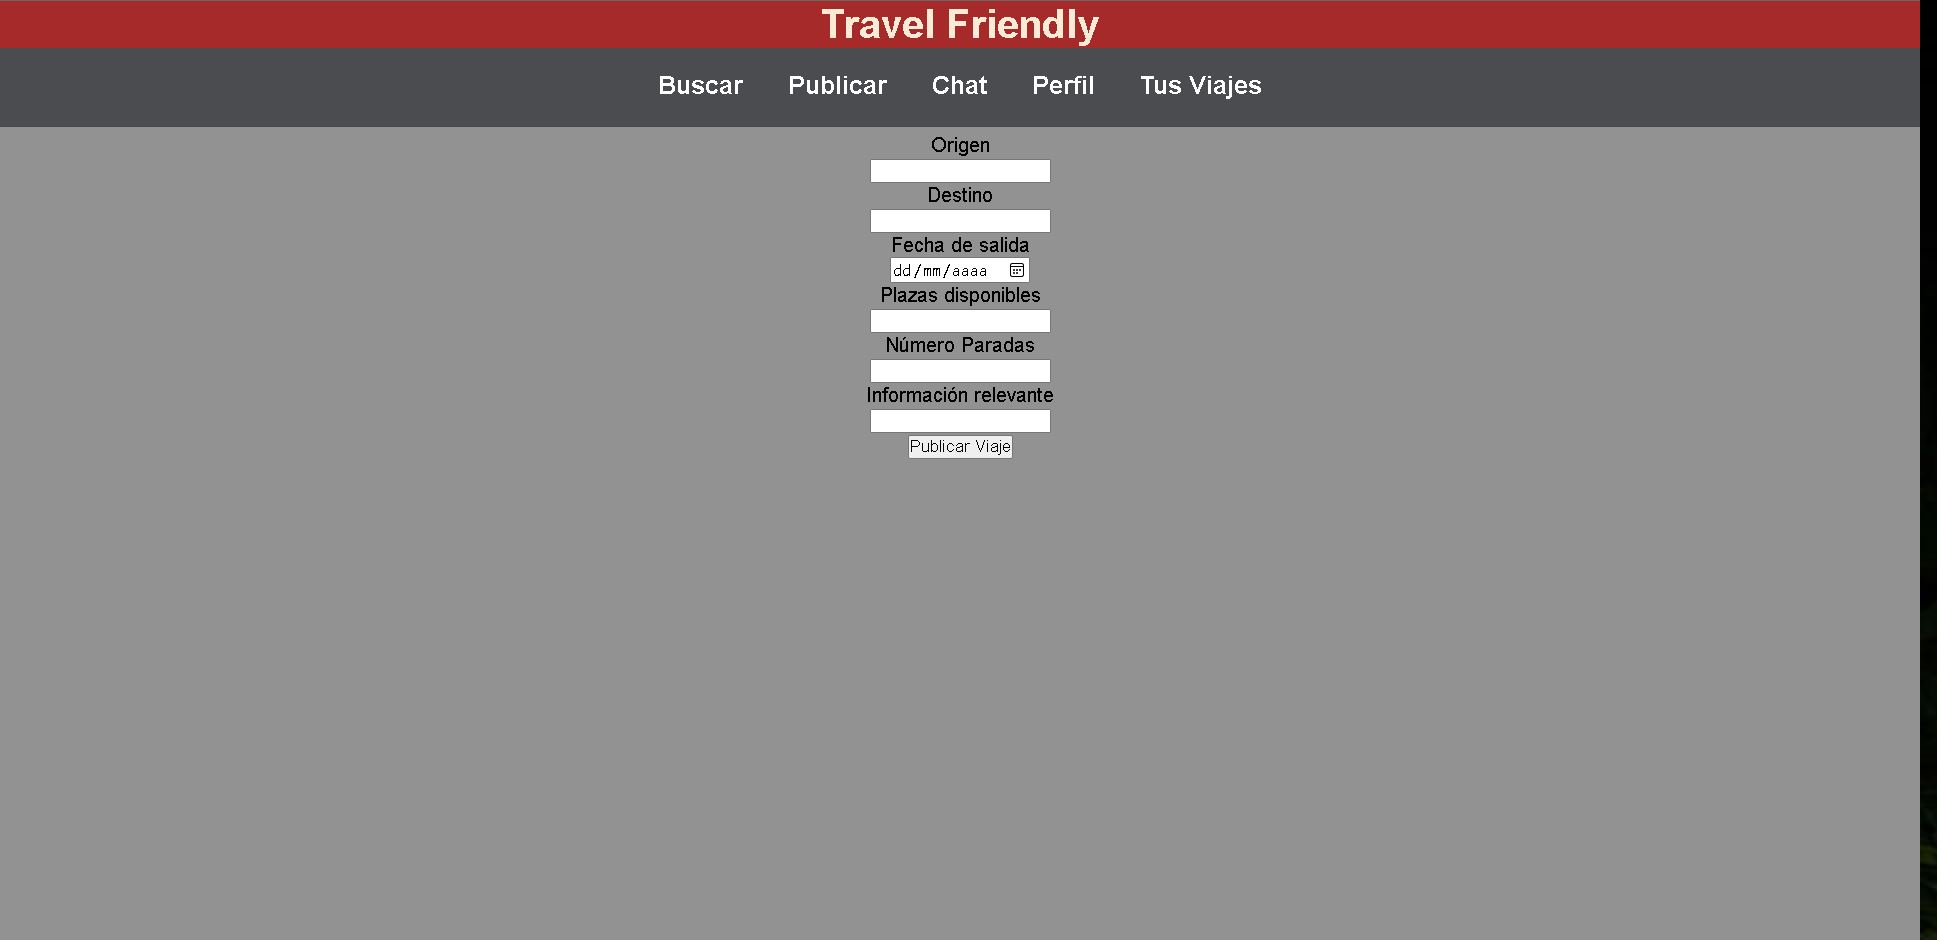 Travel Friendly
Buscar Publicar Chat Perfil Tus Viajes
Origen
Destino
Fecha de salida
dd/mm/aaaa
Plazas disponibles
Número Paradas
Información relevante
Publicar Viaje